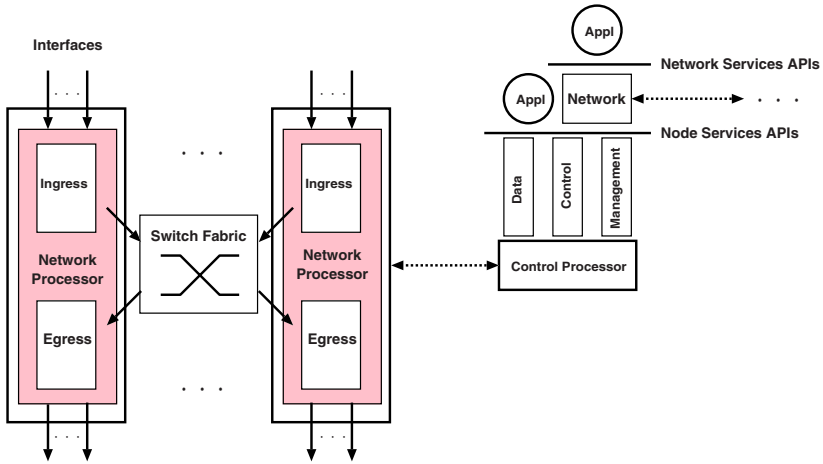 Interfaces
Appl
Network Services APIs
Appl
Network
Node Services APIs
Data
Control
Management
Ingress
Ingress
Switch Fabric
Network
Processor
Network
Processor
Control Processor
Egress
Egress